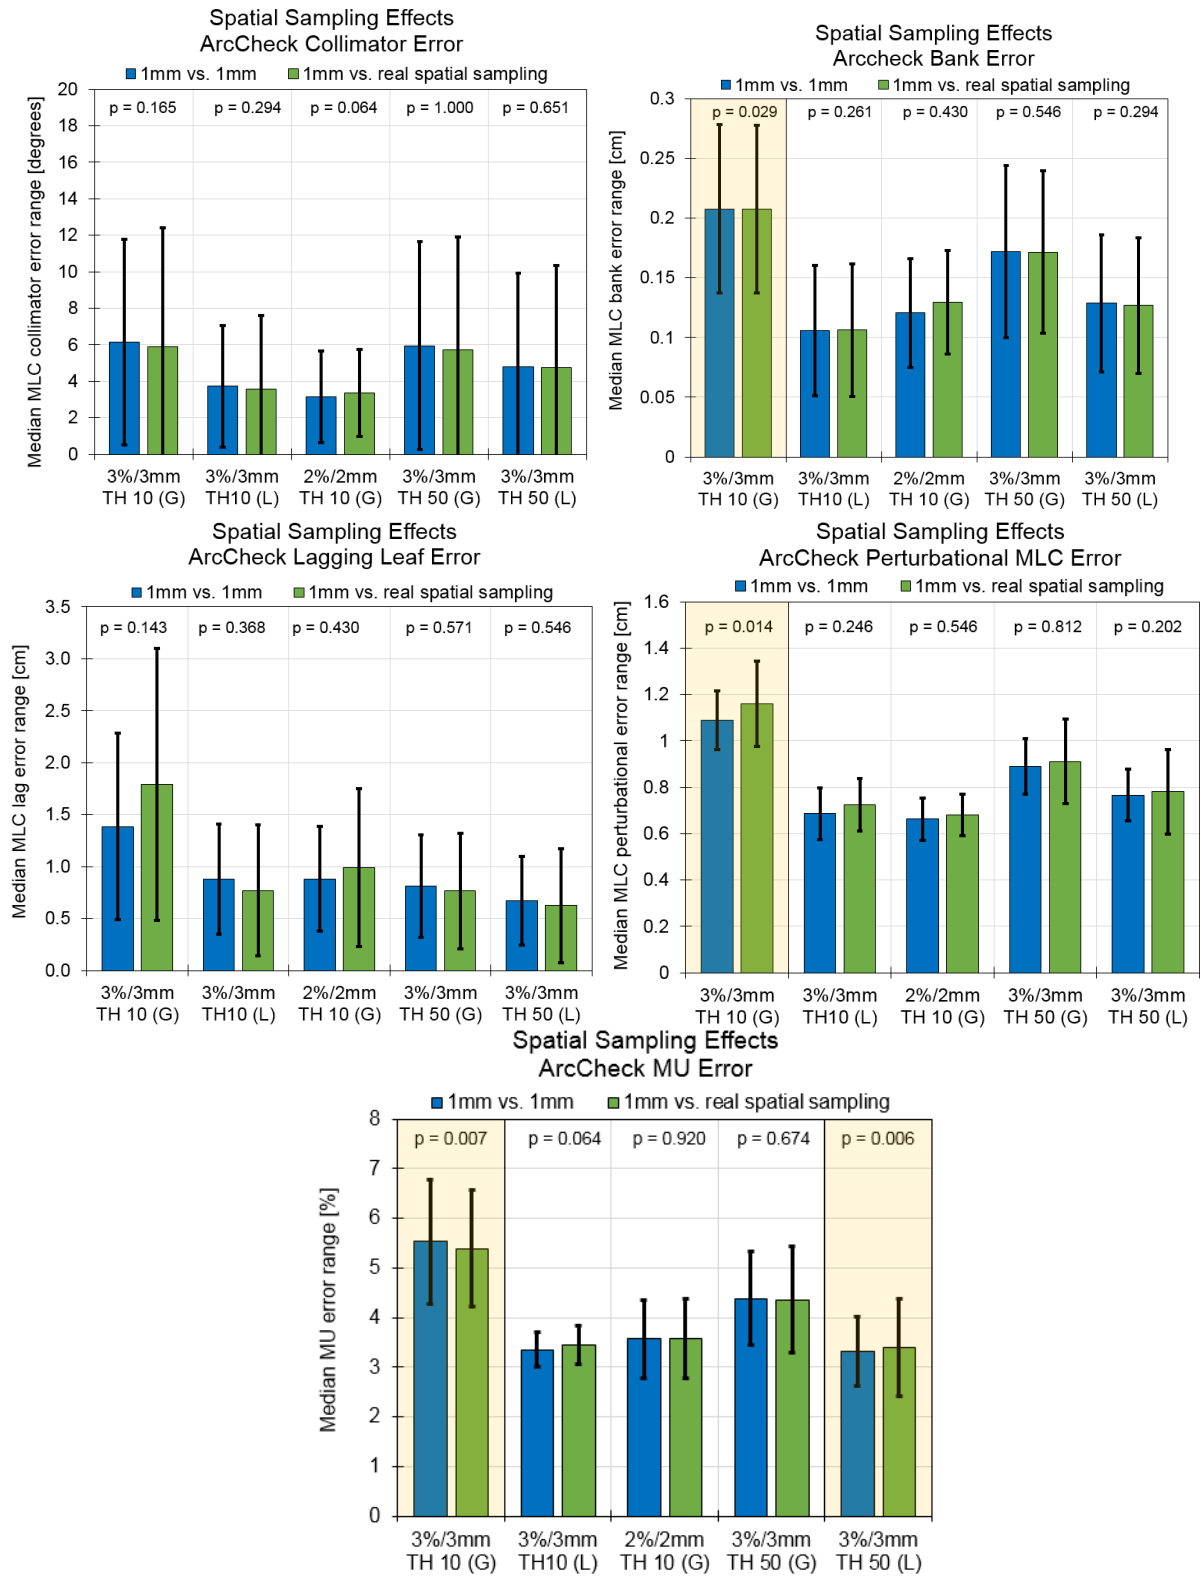 Spatial Sampling Effects
ArcCheck Collimator Error
1mm vs. 1mm 1mm vs. real spatial sampling
Median MLC collimator error range [degrees]
20
18
16
14
12
10
8
6
4
2
0
p = 0.165 p = 0.294 p = 0.064 p = 1.000 p = 0.651
3%/3mm 3%/3mm 2%/2mm 3%/3mm 3%/3mm
TH 10 (G) TH10 (L) TH 10 (G) TH 50 (G) TH 50 (L)
Spatial Sampling Effects
Arccheck Bank Error
1mm vs. 1mm 1mm vs. real spatial sampling
Median MLC bank error range [cm]
0.3
0.25
0.2
0.15
0.1
0.05
0
p = 0.029 p = 0.261 p = 0.430 p = 0.546 p = 0.294
3%/3mm 3%/3mm 2%/2mm 3%/3mm 3%/3mm
TH 10 (G) TH10 (L) TH 10 (G) TH 50 (G) TH 50 (L)
Spatial Sampling Effects
ArcCheck Lagging Leaf Error
1mm vs. 1mm 1mm vs. real spatial sampling
Median MLC lag error range [cm]
3.5
3.0
2.5
2.0
1.5
1.0
0.5
0.0
p = 0.143 p = 0.368 p = 0.430 p = 0.571 p = 0.546
3%/3mm 3%/3mm 2%/2mm 3%/3mm 3%/3mm
TH 10 (G) TH10 (L) TH 10 (G) TH 50 (G) TH 50 (L)
Spatial Sampling Effects
ArcCheck Perturbational MLC Error
1mm vs. 1mm 1mm vs. real spatial sampling
Median MLC perturbational error range [cm]
1.6
1.4
1.2
1
0.8
0.6
0.4
0.2
0
p = 0.014 p = 0.246 p = 0.546 p = 0.812 p = 0.202
3%/3mm 3%/3mm 2%/2mm 3%/3mm 3%/3mm
TH 10 (G) TH10 (L) TH 10 (G) TH 50 (G) TH 50 (L)
Spatial Sampling Effects
ArcCheck MU Error
1mm vs. 1mm 1mm vs. real spatial sampling
Median MU error range [%]
8
7
6
5
4
3
2
1
0
p = 0.007 p = 0.064 p = 0.920 p = 0.674 p = 0.006
3%/3mm 3%/3mm 2%/2mm 3%/3mm 3%/3mm
TH 10 (G) TH10 (L) TH 10 (G) TH 50 (G) TH 50 (L)